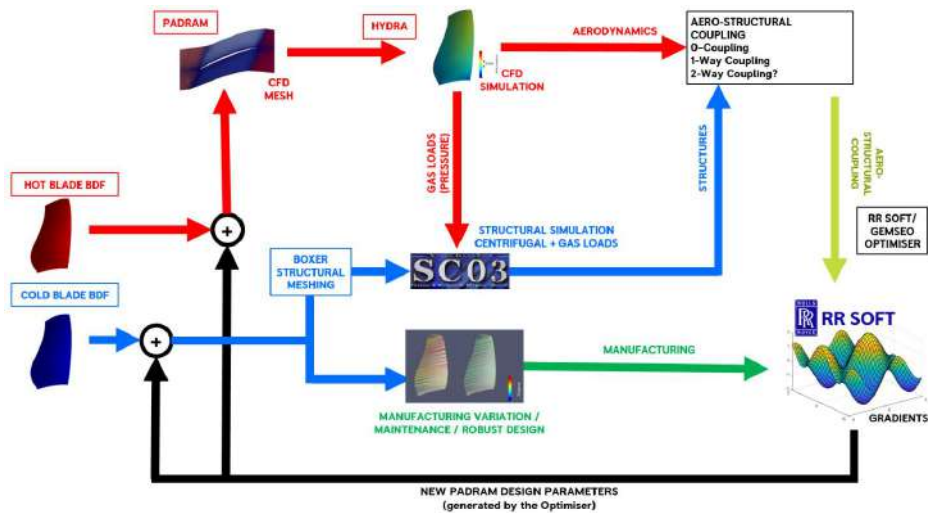 PADRAM
HYDRA
CFD
MESH
CFD
SIMULATION
AERODYNAMICS
AERO-STRUCTURAL
COUPLING
0-Coupling
1-Way Coupling
2-Way Coupling?
GAS LOADS
(PRESSURE)
STRUCTURES
AERO-
STRUCTURAL
COUPLING
HOT BLADE BDF
+
RR SOFT/
GEMSEO
OPTIMISER
BOXER
STRUCTURAL
MESHING
STRUCTURAL SIMULATION
CENTRIFUGAL + GAS LOADS
SC03
COLD BLADE BDF
+
ROLLS
RR
ROYCE
RR SOFT
MANUFACTURING
MANUFACTURING VARIATION /
MAINTENANCE / ROBUST DESIGN
GRADIENTS
NEW PADRAM DESIGN PARAMETERS
(generated by the Optimiser)